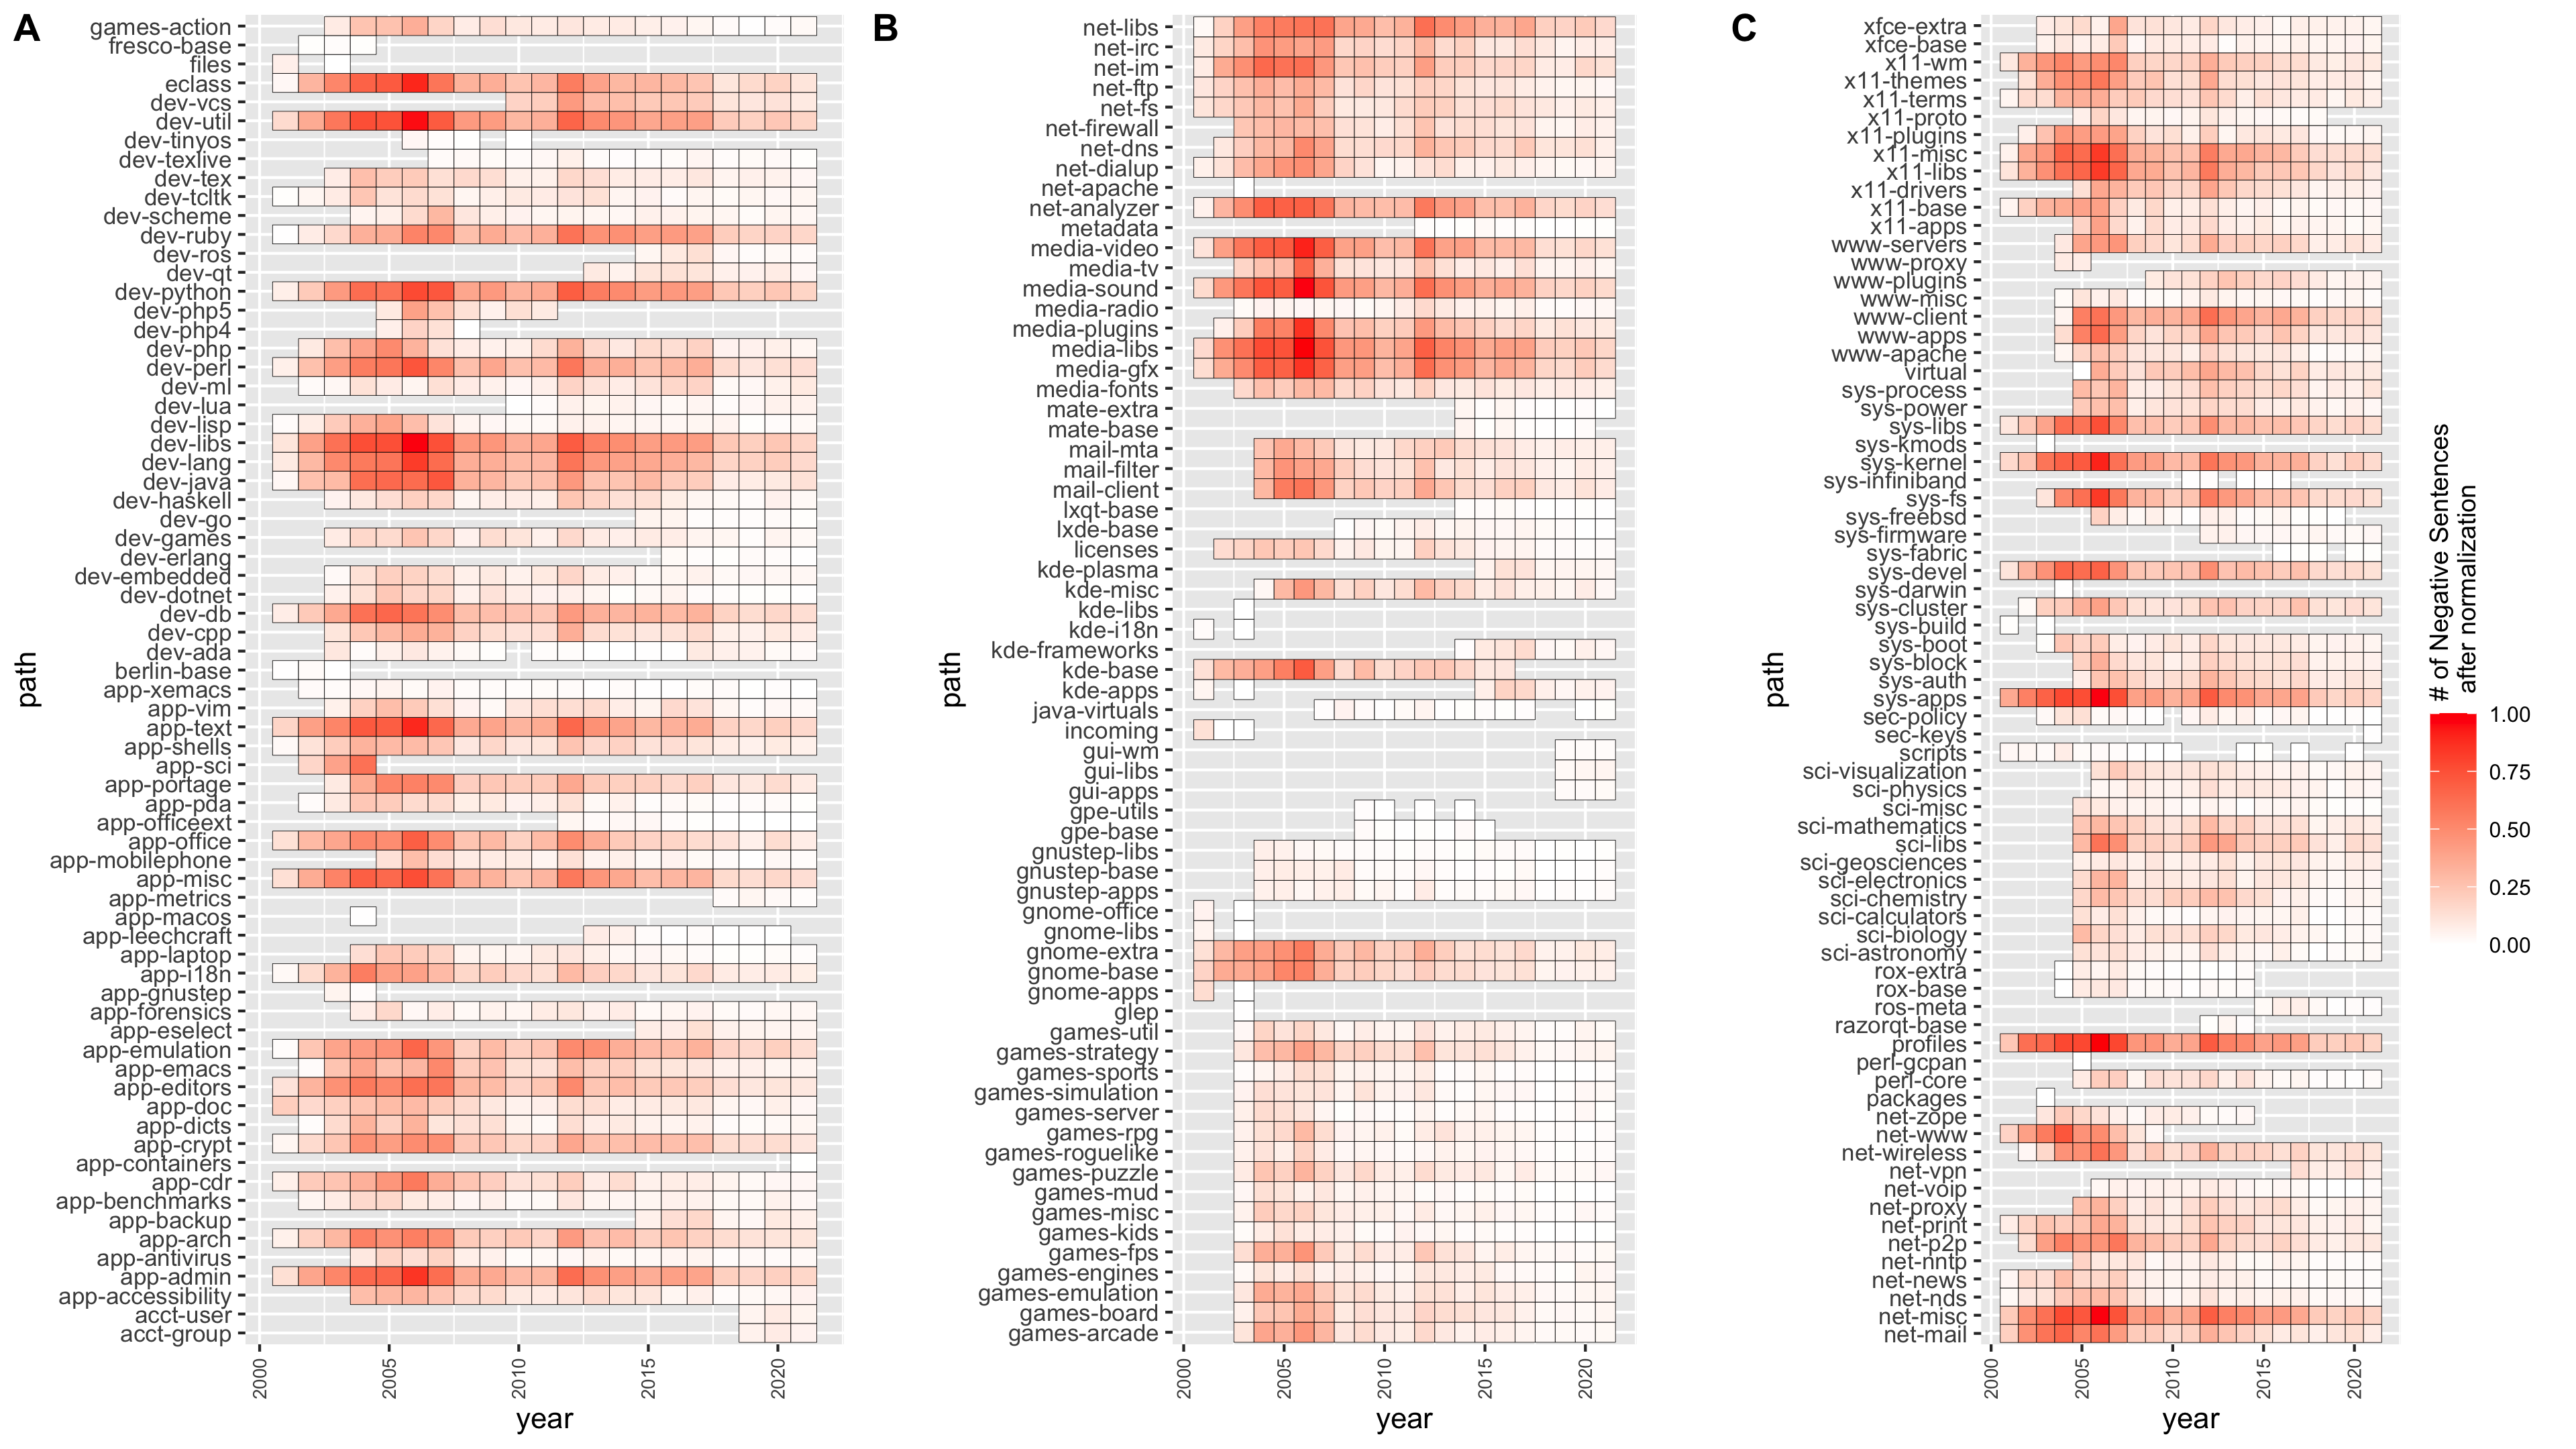 A
games-action
fresco-base
files
eclass
dev-vcs
dev-util
dev-tinyos
dev-texlive
dev-tex
dev-tcltk
dev-scheme
dev-ruby
dev-ros
dev-qt
dev-python
dev-php5
dev-php4
dev-php
dev-perl
dev-ml
dev-lua
dev-lisp
dev-libs
dev-lang
dev-java
dev-haskell
dev-go
dev-games
dev-erlang
dev-embedded
dev-dotnet
dev-db
dev-cpp
dev-ada
berlin-base
app-xemacs
app-vim
app-text
app-shells
app-sci
app-portage
app-pda
app-officeext
app-office
app-mobilephone
app-misc
app-metrics
app-macos
app-leechcraft
app-laptop
app-i18n
app-gnustep
app-forensics
app-eselect
app-emulation
app-emacs
app-editors
app-doc
app-dicts
app-crypt
app-containers
app-cdr
app-benchmarks
app-backup
app-arch
app-antivirus
app-admin
app-accessibility
acct-user
acct-group
path
2000
2005
2010
2015
2020
year
B
net-libs
net-irc
net-im
net-ftp
net-fs
net-firewall
net-dns
net-dialup
net-apache
net-analyzer
metadata
media-video
media-tv
media-sound
media-radio
media-plugins
media-libs
media-gfx
media-fonts
mate-extra
mate-base
mail-mta
mail-filter
mail-client
lxqt-base
lxde-base
licenses
kde-plasma
kde-misc
kde-libs
kde-i18n
kde-frameworks
kde-base
kde-apps
java-virtuals
incoming
gui-wm
gui-libs
gui-apps
gpe-utils
gpe-base
gnustep-libs
gnustep-base
gnustep-apps
gnome-office
gnome-libs
gnome-extra
gnome-base
gnome-apps
glep
games-util
games-strategy
games-sports
games-simulation
games-server
games-rpg
games-roguelike
games-puzzle
games-mud
games-misc
games-kids
games-fps
games-engines
games-emulation
games-board
games-arcade
path
2000
2005
2010
2015
2020
year
C
xfce-extra
xfce-base
x11-wm
x11-themes
x11-terms
x11-proto
x11-plugins
x11-misc
x11-libs
x11-drivers
x11-base
x11-apps
www-servers
www-proxy
www-plugins
www-misc
www-client
www-apps
www-apache
virtual
sys-process
sys-power
sys-libs
sys-kmods
sys-kernel
sys-infiniband
sys-fs
sys-freebsd
sys-firmware
sys-fabric
sys-devel
sys-darwin
sys-cluster
sys-build
sys-boot
sys-block
sys-auth
sys-apps
sec-policy
sec-keys
scripts
sci-visualization
sci-physics
sci-misc
sci-mathematics
sci-libs
sci-geosciences
sci-electronics
sci-chemistry
sci-calculators
sci-biology
sci-astronomy
rox-extra
rox-base
ros-meta
razorqt-base
profiles
perl-gcpan
perl-core
packages
net-zope
net-www
net-wireless
net-vpn
net-voip
net-proxy
net-print
net-p2p
net-nntp
net-news
net-nds
net-misc
net-mail
path
2000
2005
2010
2015
2020
year
# of Negative Sentences
after normalization
1.00
0.75
0.50
0.25
0.00